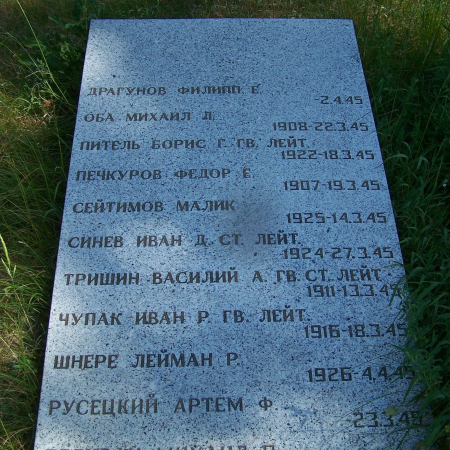 ДРАГУНОВ ФИЛИПП Е.
-2.4.45
ОБА МИХАИЛ Д.
1908-22.3.45
ПИТЕЛЬ БОРИС Г. ГВ. ЛЕЙТ.
1922-18.3.45
ПЕЧКУРОВ ФЕДОР Е.
1907-19.3.45
СЕЙТИМОВ МАЛИК
1925-14.3.45
СИНЕВ ИВАН Д. СТ. ЛЕЙТ.
1924-27.3.45
ТРИШИН ВАСИЛИЙ А. ГВ. СТ. ЛЕЙТ.
1911-13.3.45
ЧУПАК ИВАН Р. ГВ. ЛЕЙТ.
1916-18.3.45
ШНЕРЕ ЛЕЙМАН Р.
1926-4.4.45
РУСЕЦКИЙ АРТЕМ Ф.
23.3.45
МИХАИЛ П.